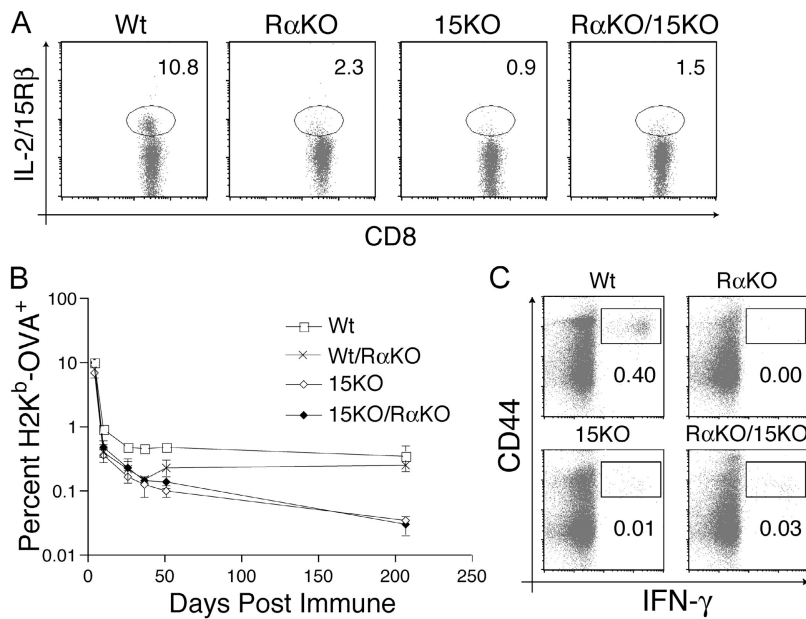 A
Wt
RαKO
15KO
RαKO/15KO
10.8
2.3
0.9
1.5
IL-2/15Rβ
CD8
B
100
10
1
0.1
0.01
Percent H2Kᵇ-OVA⁺
Wt
Wt/RαKO
15KO
15KO/RαKO
0
50
100
150
200
250
Days Post Immune
C
Wt
RαKO
0.40
0.00
15KO
RαKO/15KO
0.01
0.03
CD44
IFN-γ